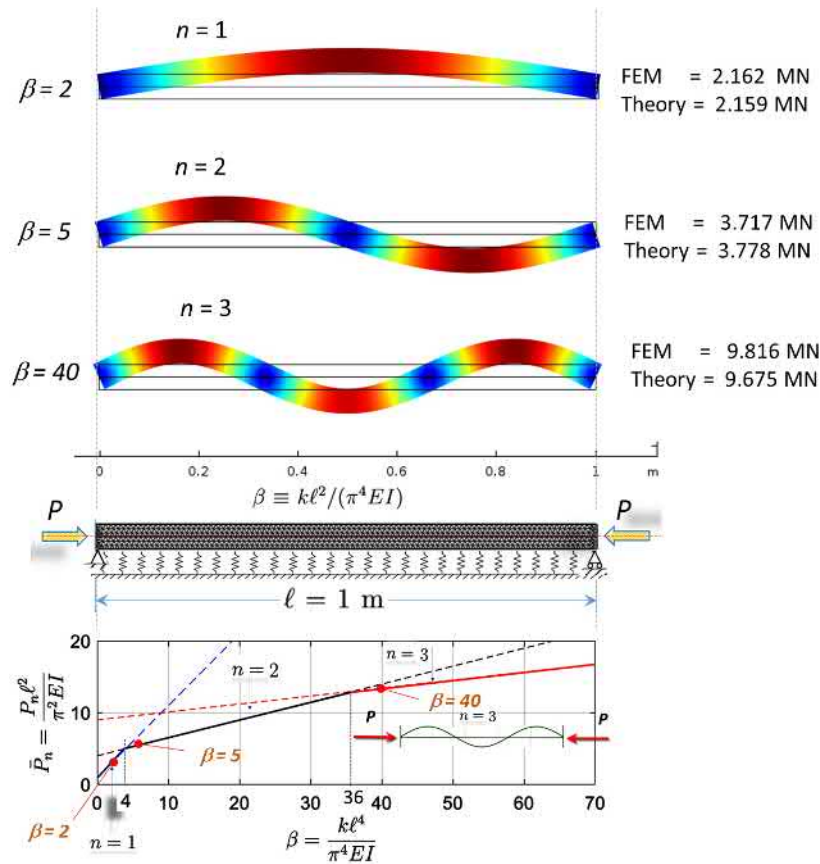 n = 1
β = 2
FEM = 2.162 MN
Theory = 2.159 MN
n = 2
β = 5
FEM = 3.717 MN
Theory = 3.778 MN
n = 3
β = 40
FEM = 9.816 MN
Theory = 9.675 MN
0 0.2 0.4 0.6 0.8 1 m
β ≡ kℓ²/(π⁴EI)
P P
ℓ = 1 m
20
n = 3
n = 2
P̄ₙ = Pₙℓ²/π²EI
β = 40
10
P n = 3 P
β = 5
0
0 4 10 20 30 36 40 50 60 70
β = 2
n = 1
β = kℓ⁴/π⁴EI